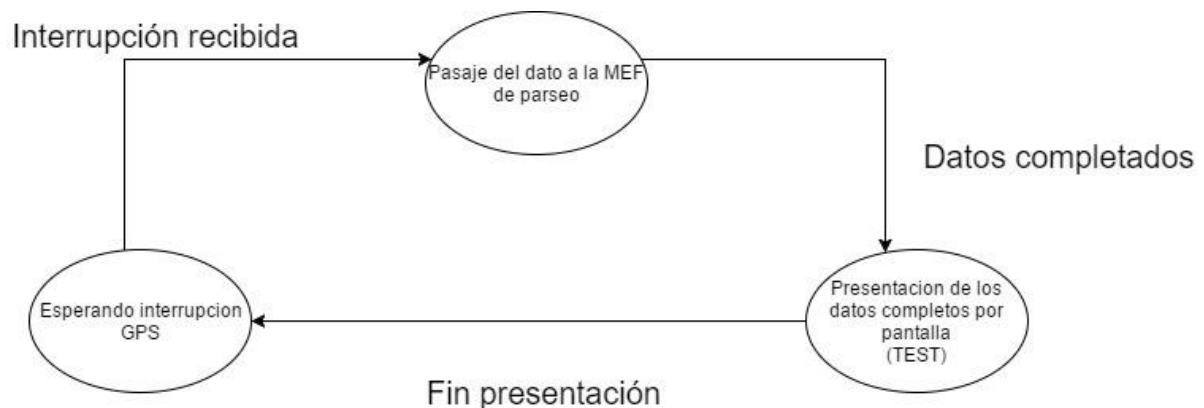 Interrupción recibida
Pasaje del dato a la MEF
de parseo
Datos completados
Esperando interrupcion
GPS
Presentacion de los
datos completos por
pantalla
(TEST)
Fin presentación